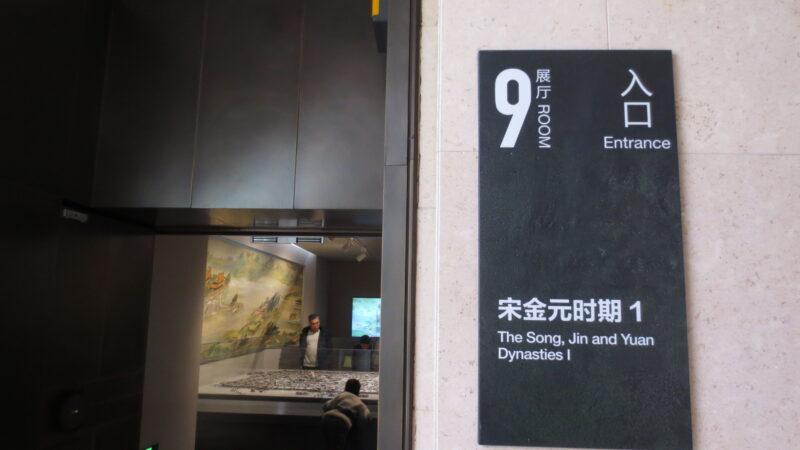 9 展厅 ROOM
入口
Entrance
宋金元时期 1
The Song, Jin and Yuan
Dynasties I